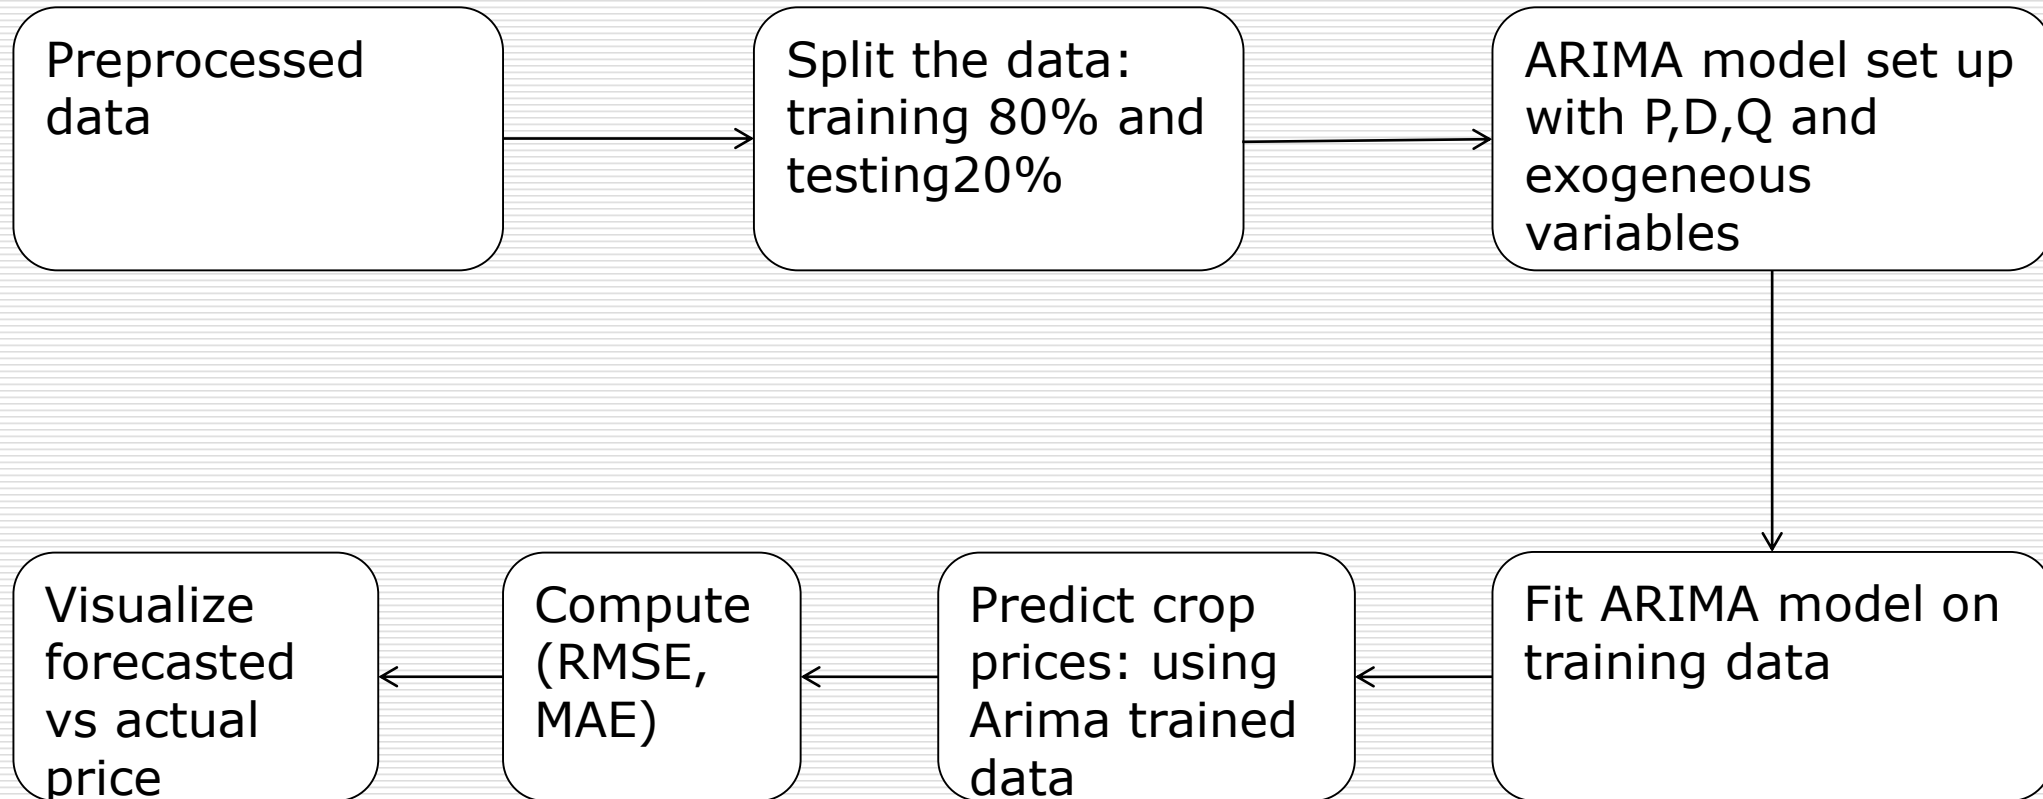 Preprocessed
data
Split the data:
training 80% and
testing20%
ARIMA model set up
with P,D,Q and
exogeneous
variables
Fit ARIMA model on
training data
Predict crop
prices: using
Arima trained
data
Compute
(RMSE,
MAE)
Visualize
forecasted
vs actual
price